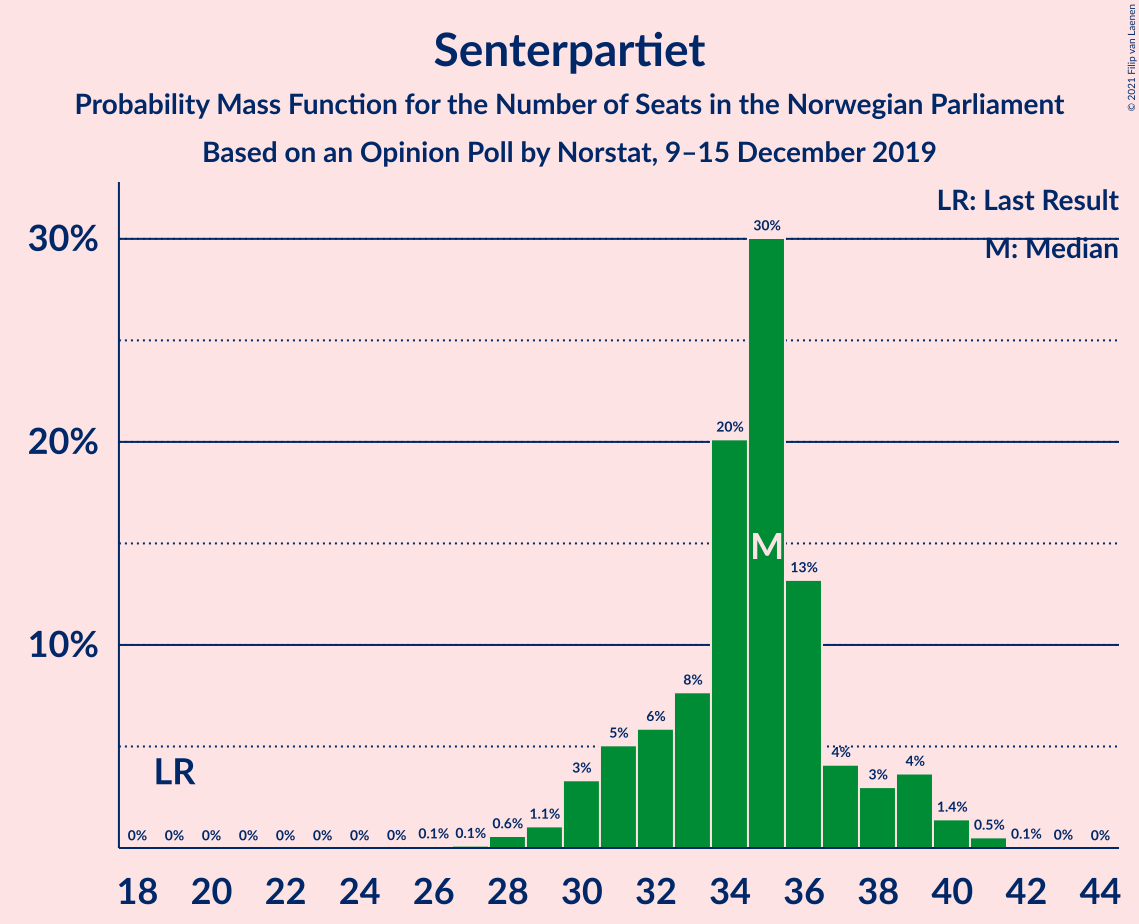 Senterpartiet
Probability Mass Function for the Number of Seats in the Norwegian Parliament
Based on an Opinion Poll by Norstat, 9–15 December 2019
© 2021 Filip van Laenen
LR: Last Result
M: Median
30%
20%
10%
30%
20%
13%
8%
6%
5%
3%
1.1%
0.6%
0.1%
0.1%
4%
3%
4%
1.4%
0.5%
0.1%
0%
0%
0% 0% 0% 0% 0% 0% 0% 0%
M
LR
18 20 22 24 26 28 30 32 34 36 38 40 42 44